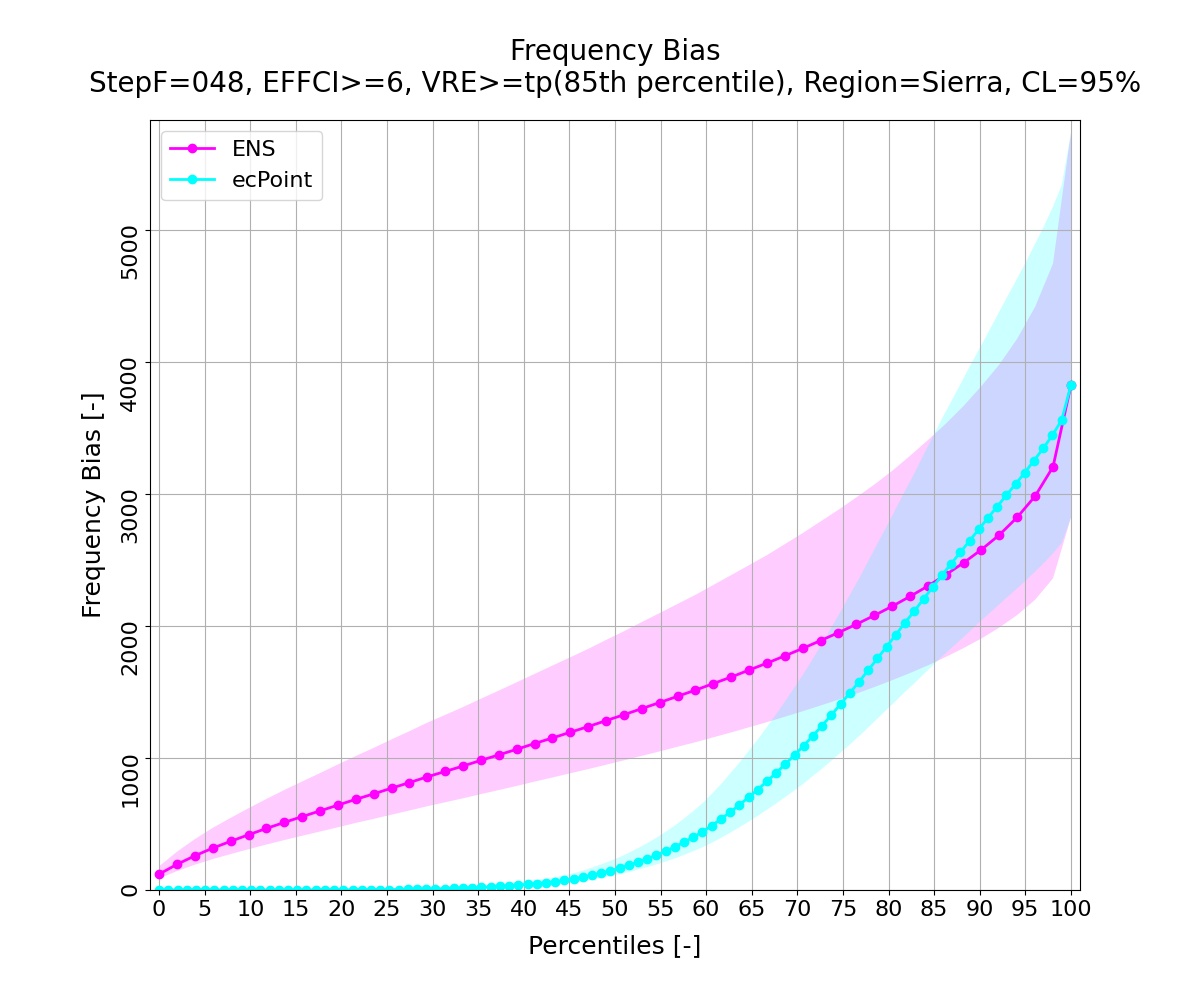 Frequency Bias
StepF=048, EFFCI>=6, VRE>=tp(85th percentile), Region=Sierra, CL=95%
ENS
ecPoint
Frequency Bias [-]
5000
4000
3000
2000
1000
0
0 5 10 15 20 25 30 35 40 45 50 55 60 65 70 75 80 85 90 95 100
Percentiles [-]